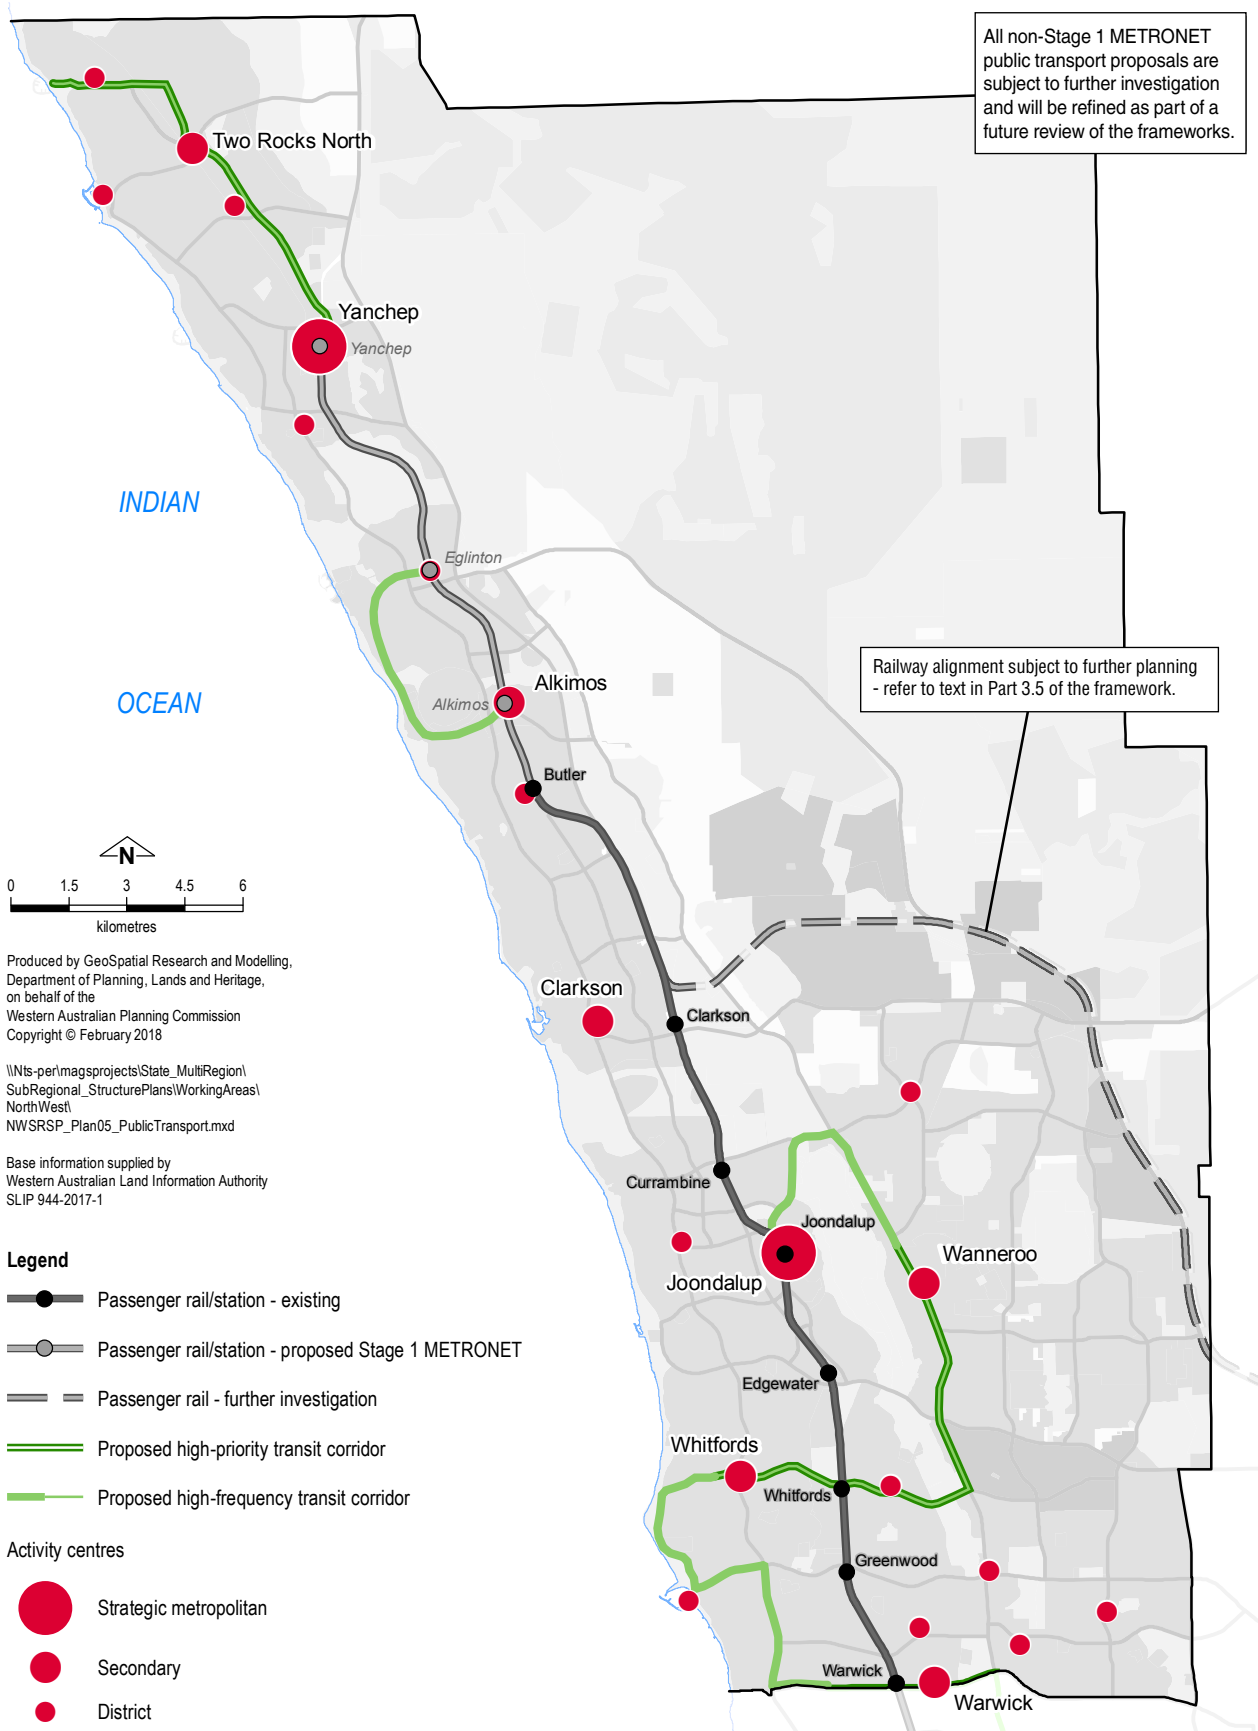 All non-Stage 1 METRONET
public transport proposals are
subject to further investigation
and will be refined as part of a
future review of the frameworks.
Two Rocks North
Yanchep
Yanchep
INDIAN
Eglinton
Railway alignment subject to further planning
- refer to text in Part 3.5 of the framework.
Alkimos
Alkimos
OCEAN
Butler
N
0 1.5 3 4.5 6
kilometres
Produced by GeoSpatial Research and Modelling,
Department of Planning, Lands and Heritage,
on behalf of the
Western Australian Planning Commission
Copyright © February 2018
\\Nts-per\magsprojects\State_MultiRegion\
SubRegional_StructurePlans\WorkingAreas\
NorthWest\
NWSRSP_Plan05_PublicTransport.mxd
Base information supplied by
Western Australian Land Information Authority
SLIP 944-2017-1
Clarkson
Clarkson
Currambine
Joondalup
Joondalup
Wanneroo
Edgewater
Whitfords
Whitfords
Greenwood
Warwick
Warwick
Legend
Passenger rail/station - existing
Passenger rail/station - proposed Stage 1 METRONET
Passenger rail - further investigation
Proposed high-priority transit corridor
Proposed high-frequency transit corridor
Activity centres
Strategic metropolitan
Secondary
District